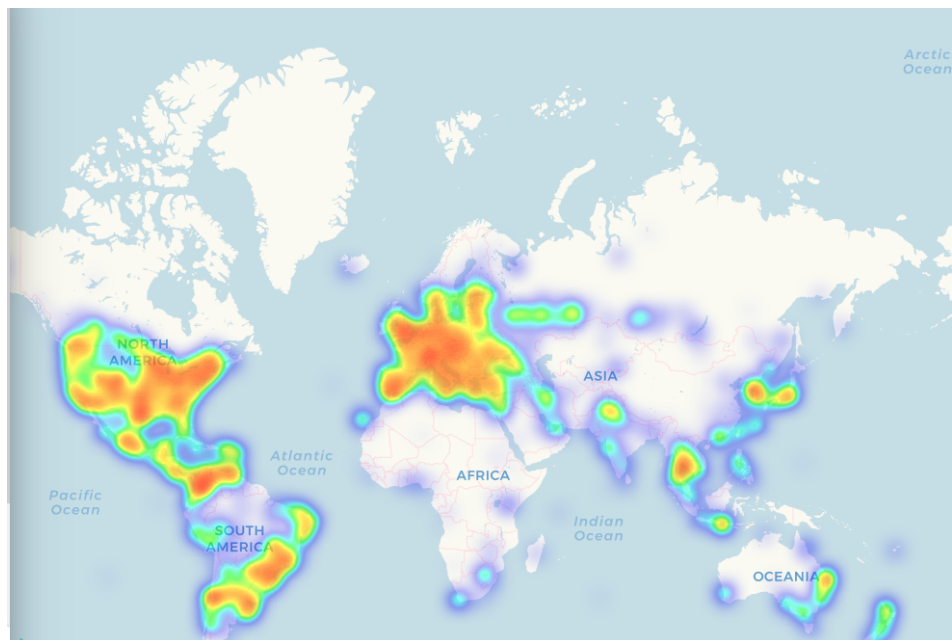 Arctic
Ocean
NORTH
AMERICA
ASIA
Atlantic
Ocean
AFRICA
Pacific
Ocean
Indian
Ocean
SOUTH
AMERICA
OCEANIA